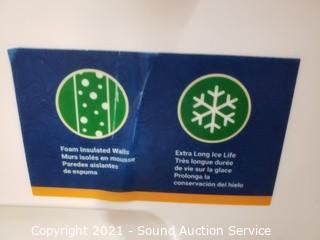 Foam Insulated Walls
Murs isolés en mousse
Paredes aislantes
de espuma
Extra Long Ice Life
Très longue durée
de vie sur la glace
Prolonga la
conservación del hielo
Copyright 2021 - Sound Auction Service